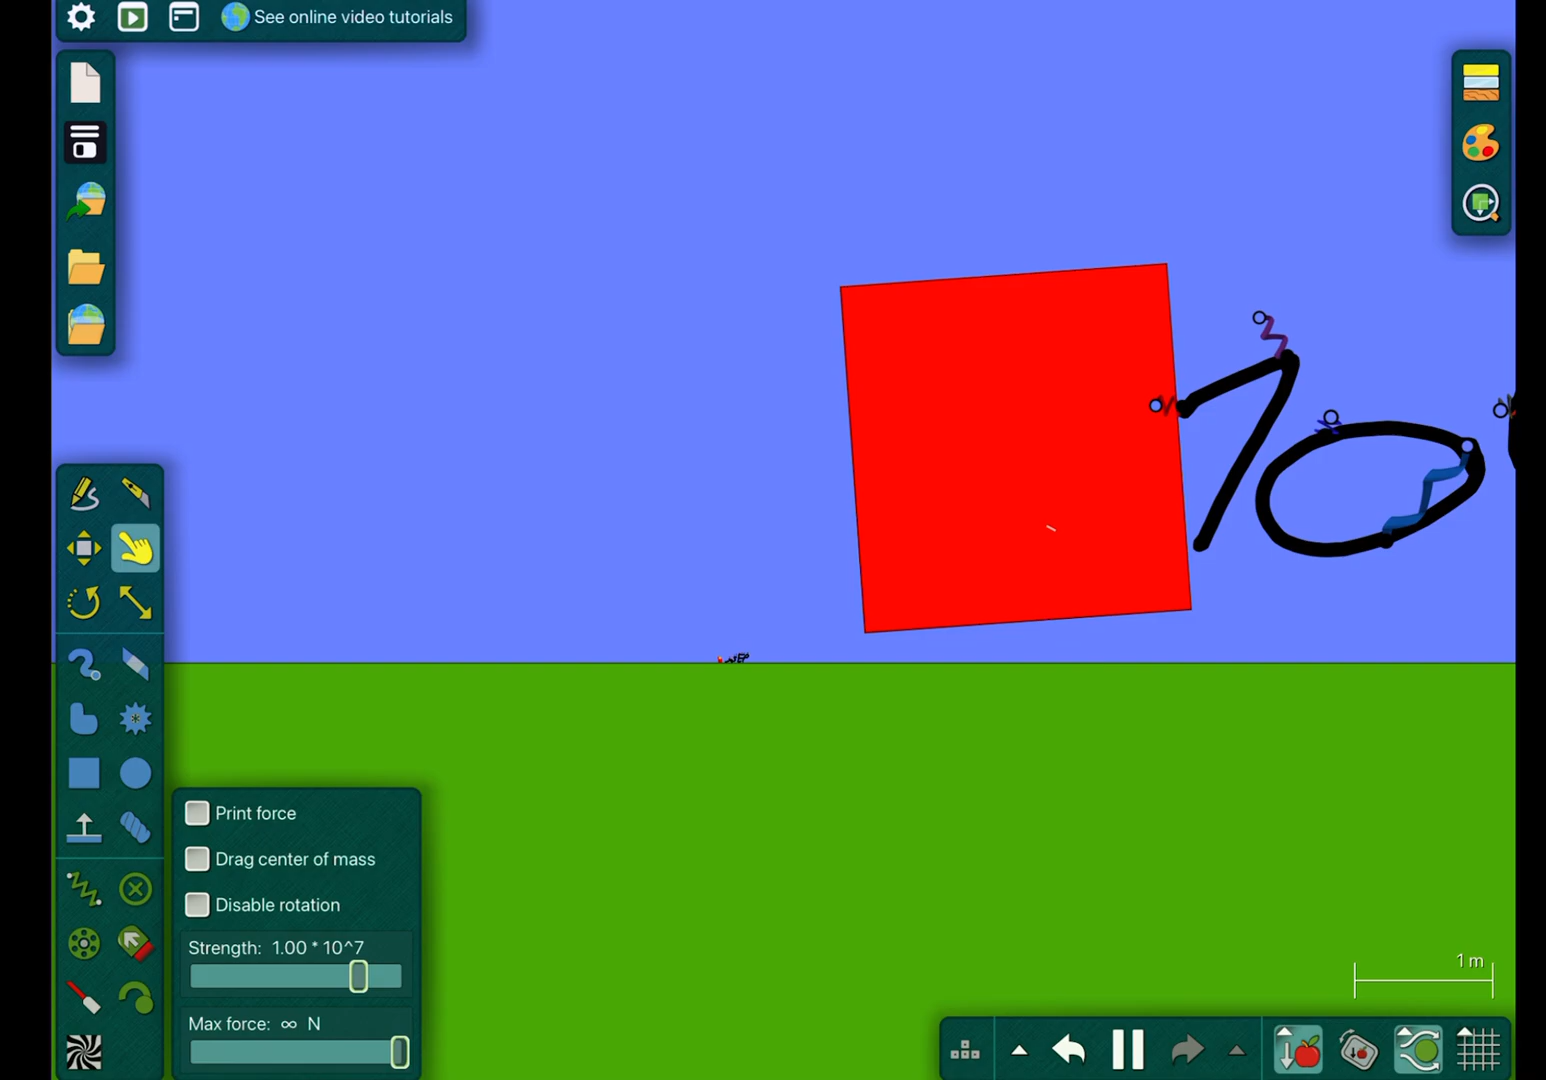 See online video tutorials
10
Print force
Drag center of mass
Disable rotation
Strength: 1.00 * 10^7
Max force: ∞ N
1 m